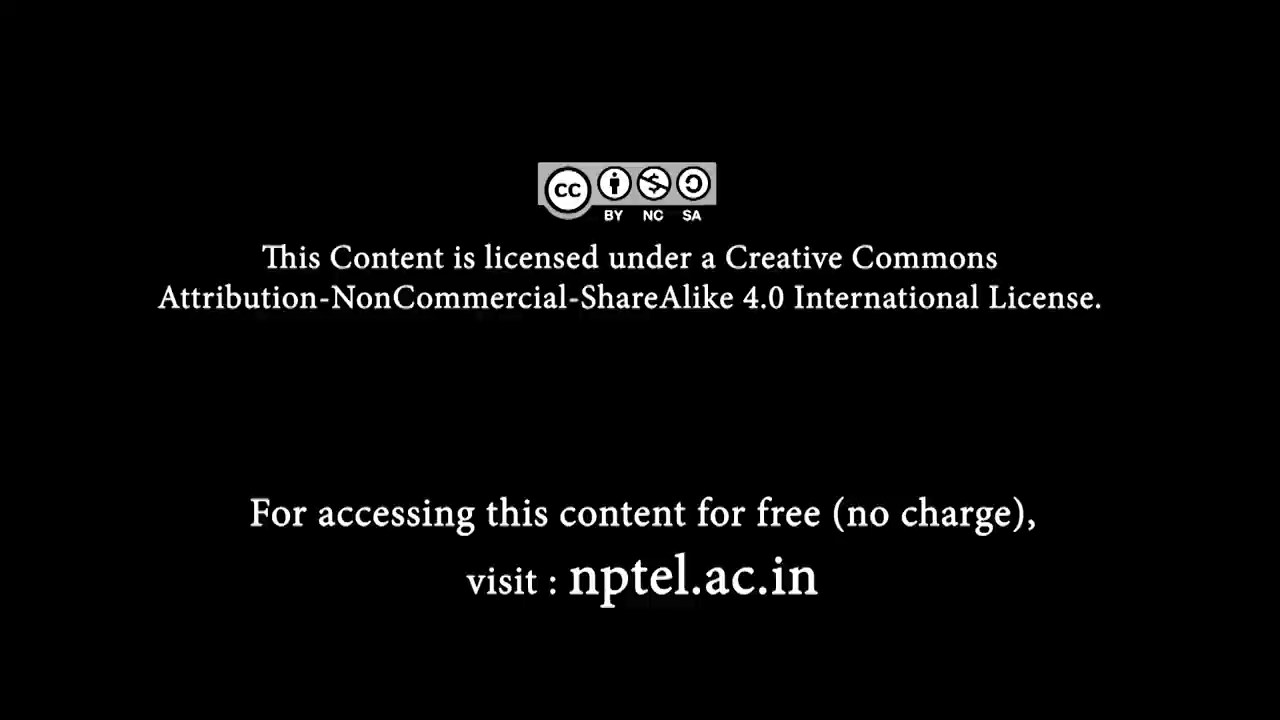 cc
BY NC SA
This Content is licensed under a Creative Commons
Attribution-NonCommercial-ShareAlike 4.0 International License.
For accessing this content for free (no charge),
visit : nptel.ac.in